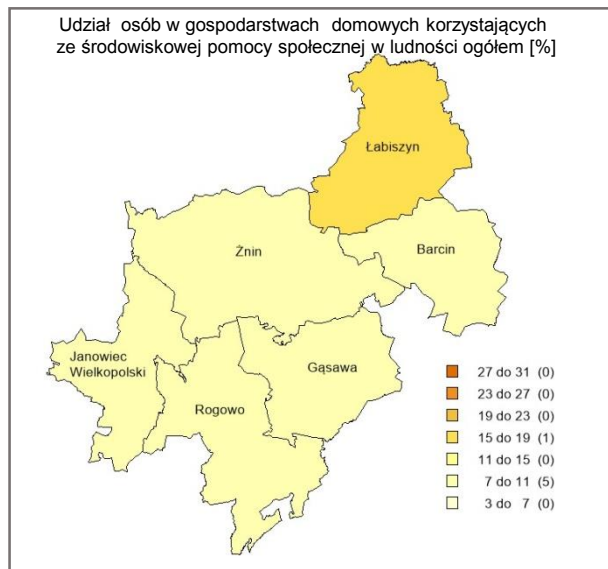 Udział osób w gospodarstwach domowych korzystających
ze środowiskowej pomocy społecznej w ludności ogółem [%]
Łabiszyn
Żnin
Barcin
Janowiec
Wielkopolski
Gąsawa
Rogowo
27 do 31 (0)
23 do 27 (0)
19 do 23 (0)
15 do 19 (1)
11 do 15 (0)
7 do 11 (5)
3 do 7 (0)